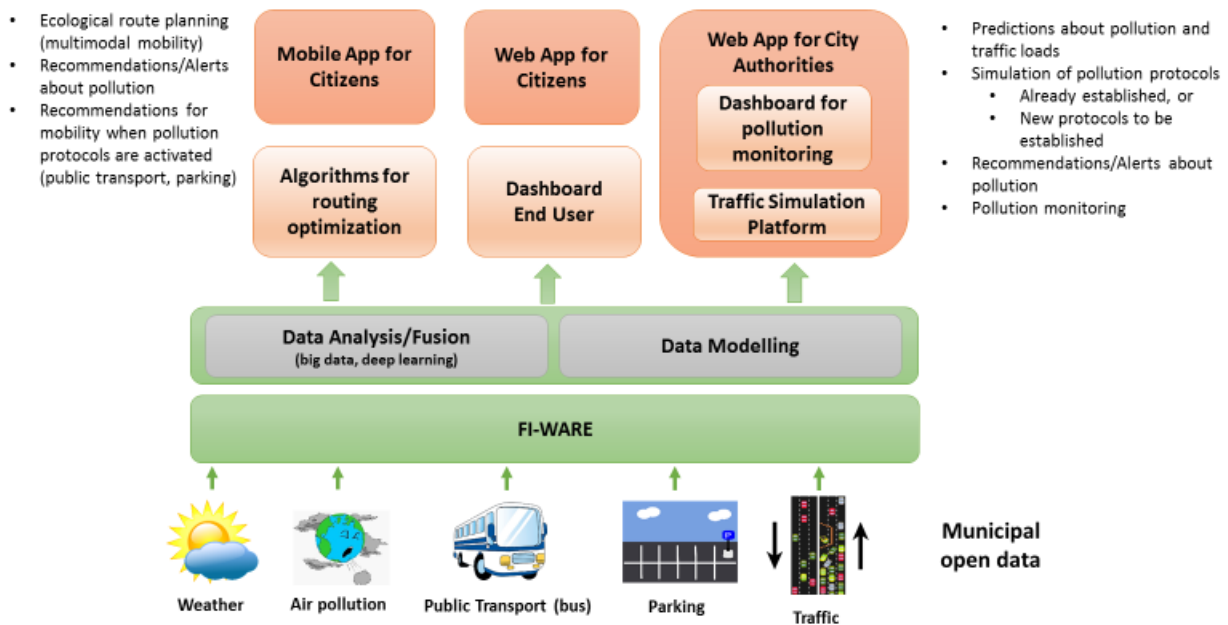 • Ecological route planning
(multimodal mobility)
• Recommendations/Alerts
about pollution
• Recommendations for
mobility when pollution
protocols are activated
(public transport, parking)
Mobile App for
Citizens
Web App for
Citizens
Web App for City
Authorities
Dashboard for
pollution
monitoring
Traffic Simulation
Platform
Algorithms for
routing
optimization
Dashboard
End User
• Predictions about pollution and
traffic loads
• Simulation of pollution protocols
• Already established, or
• New protocols to be
established
• Recommendations/Alerts about
pollution
• Pollution monitoring
Data Analysis/Fusion
(big data, deep learning)
Data Modelling
FI-WARE
Weather
Air pollution
Public Transport (bus)
P
Parking
Traffic
Municipal
open data